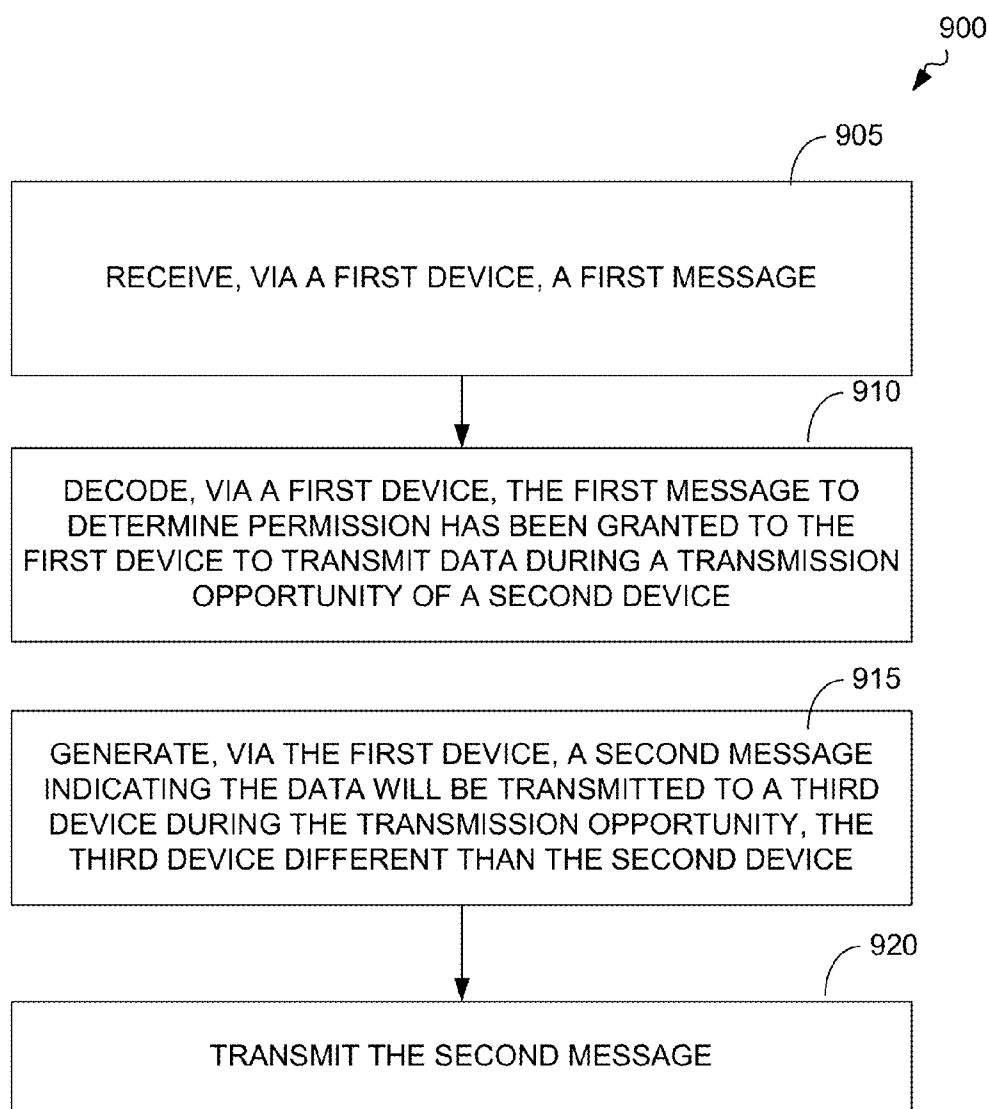 900
905
RECEIVE, VIA A FIRST DEVICE, A FIRST MESSAGE
910
DECODE, VIA A FIRST DEVICE, THE FIRST MESSAGE TO
DETERMINE PERMISSION HAS BEEN GRANTED TO THE
FIRST DEVICE TO TRANSMIT DATA DURING A TRANSMISSION
OPPORTUNITY OF A SECOND DEVICE
915
GENERATE, VIA THE FIRST DEVICE, A SECOND MESSAGE
INDICATING THE DATA WILL BE TRANSMITTED TO A THIRD
DEVICE DURING THE TRANSMISSION OPPORTUNITY, THE
THIRD DEVICE DIFFERENT THAN THE SECOND DEVICE
920
TRANSMIT THE SECOND MESSAGE